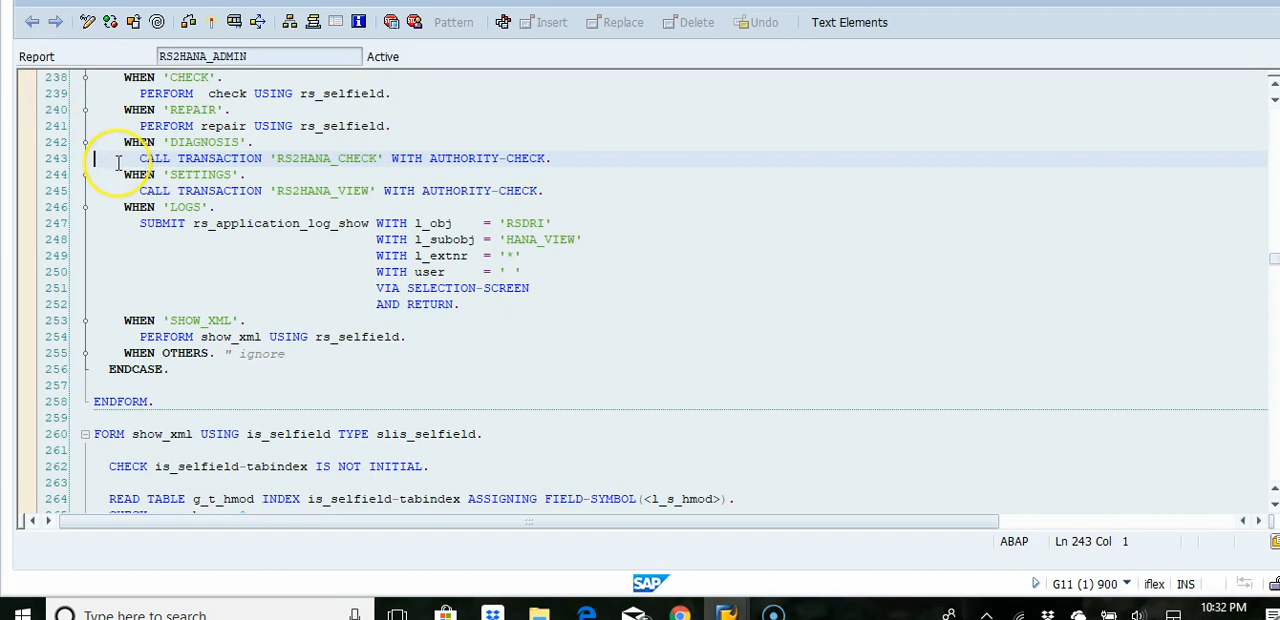 Pattern Insert Replace Delete Undo Text Elements
Report RS2HANA_ADMIN Active
238 WHEN 'CHECK'.
239 PERFORM check USING rs_selfield.
240 WHEN 'REPAIR'.
241 PERFORM repair USING rs_selfield.
242 WHEN 'DIAGNOSIS'.
243 CALL TRANSACTION 'RS2HANA_CHECK' WITH AUTHORITY-CHECK.
244 WHEN 'SETTINGS'.
245 CALL TRANSACTION 'RS2HANA_VIEW' WITH AUTHORITY-CHECK.
246 WHEN 'LOGS'.
247 SUBMIT rs_application_log_show WITH l_obj = 'RSDRI'
248 WITH l_subobj = 'HANA_VIEW'
249 WITH l_extnr = '*'
250 WITH user = ' '
251 VIA SELECTION-SCREEN
252 AND RETURN.
253 WHEN 'SHOW_XML'.
254 PERFORM show_xml USING rs_selfield.
255 WHEN OTHERS. " ignore
256 ENDCASE.
257
258 ENDFORM.
259
260 FORM show_xml USING is_selfield TYPE slis_selfield.
261
262 CHECK is_selfield-tabindex IS NOT INITIAL.
263
264 READ TABLE g_t_hmod INDEX is_selfield-tabindex ASSIGNING FIELD-SYMBOL(<l_s_hmod>).
ABAP Ln 243 Col 1
SAP G11 (1) 900 iflex INS
Type here to search 10:32 PM